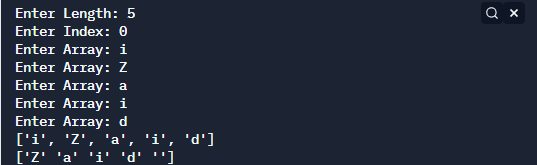 Enter Length: 5
Enter Index: 0
Enter Array: i
Enter Array: Z
Enter Array: a
Enter Array: i
Enter Array: d
['i', 'Z', 'a', 'i', 'd']
['Z' 'a' 'i' 'd' '']